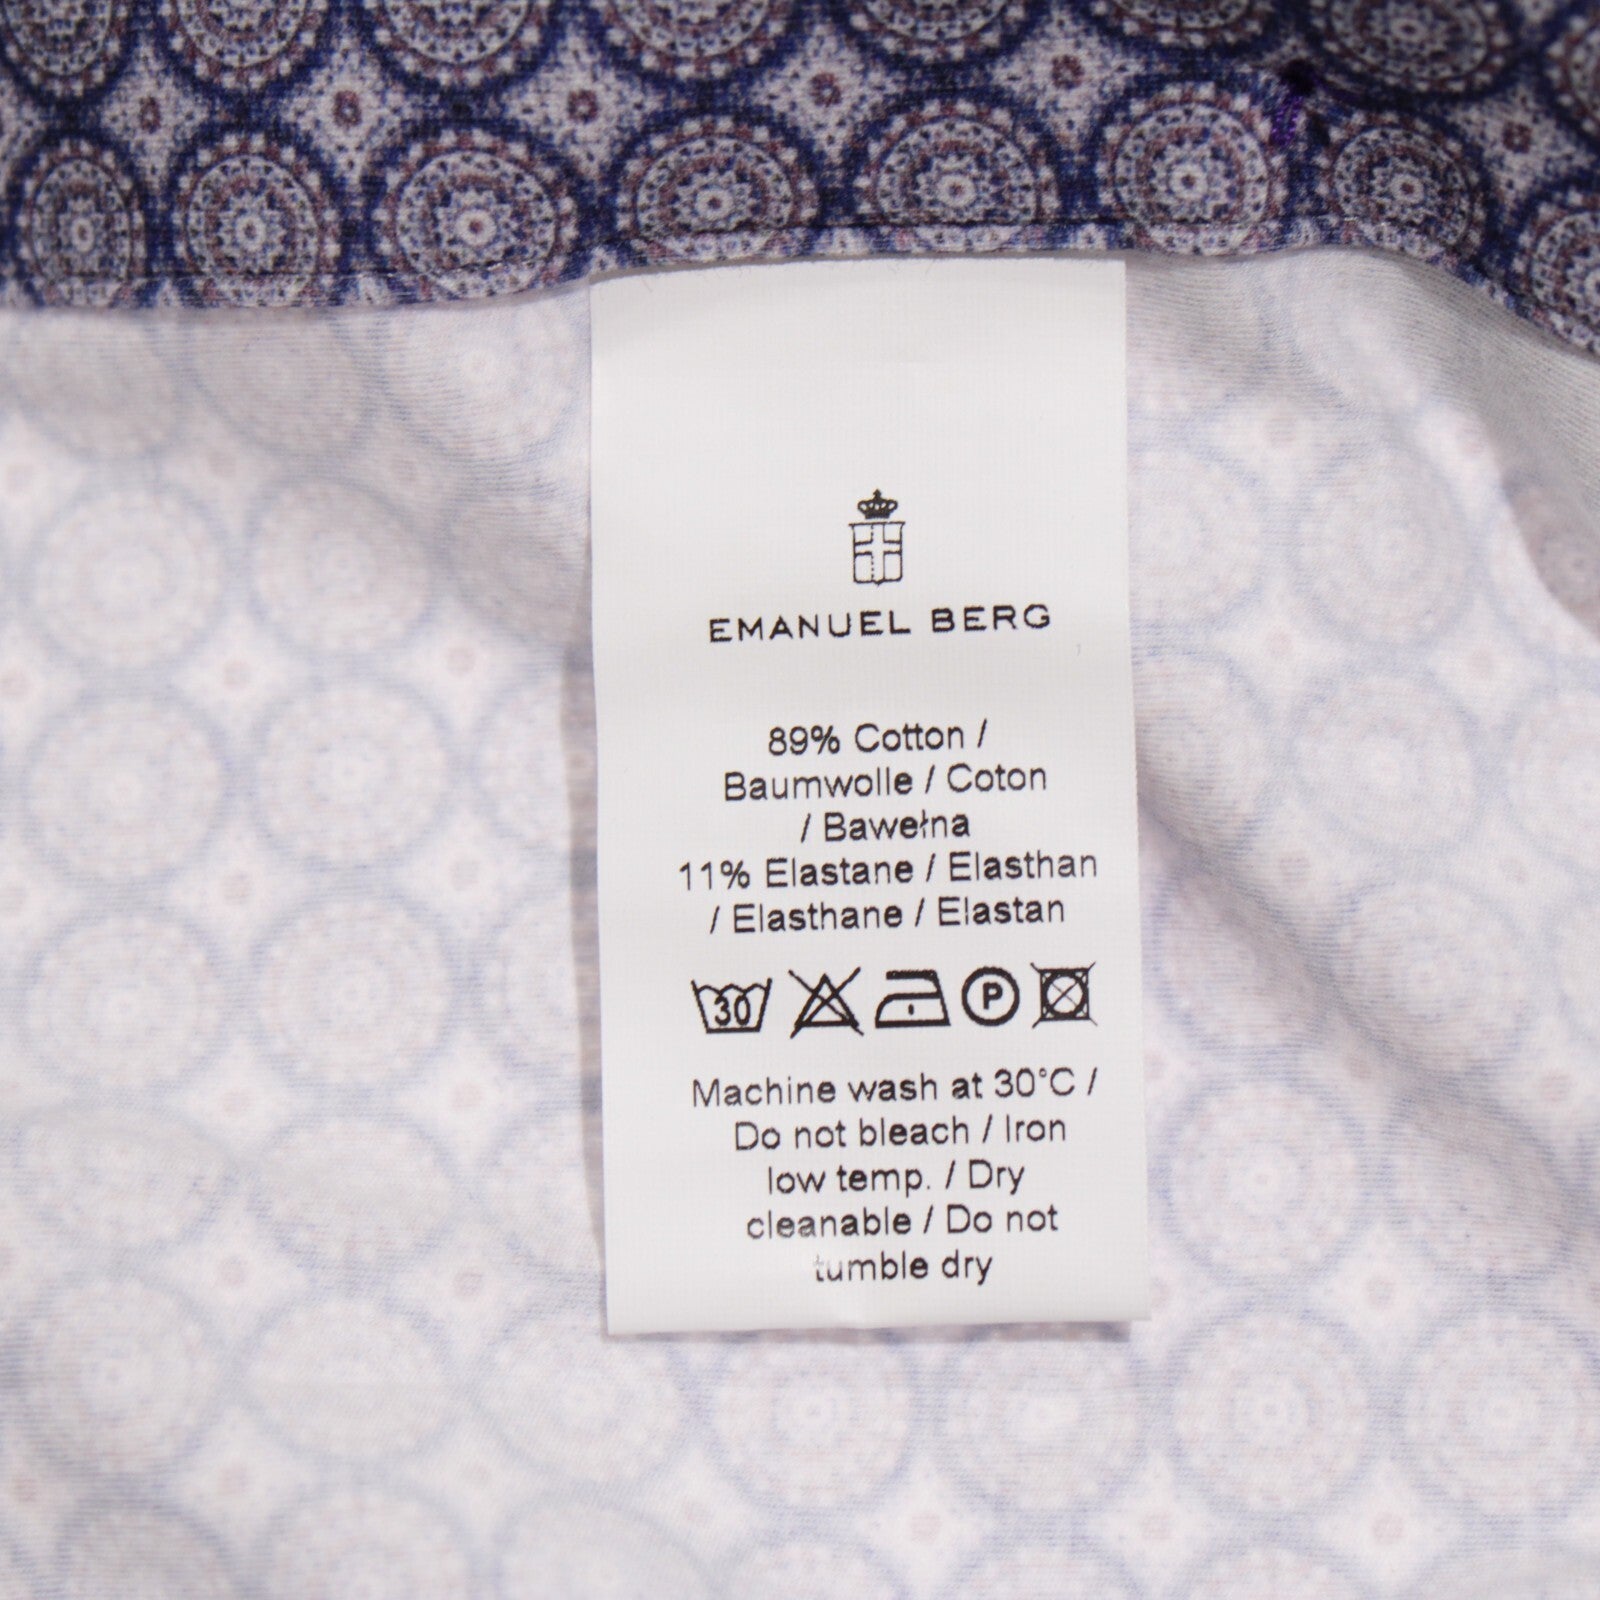 EMANUEL BERG
89% Cotton /
Baumwolle / Coton
/ Bawełna
11% Elastane / Elasthan
/ Elasthane / Elastan
30 P
Machine wash at 30°C /
Do not bleach / Iron
low temp. / Dry
cleanable / Do not
tumble dry